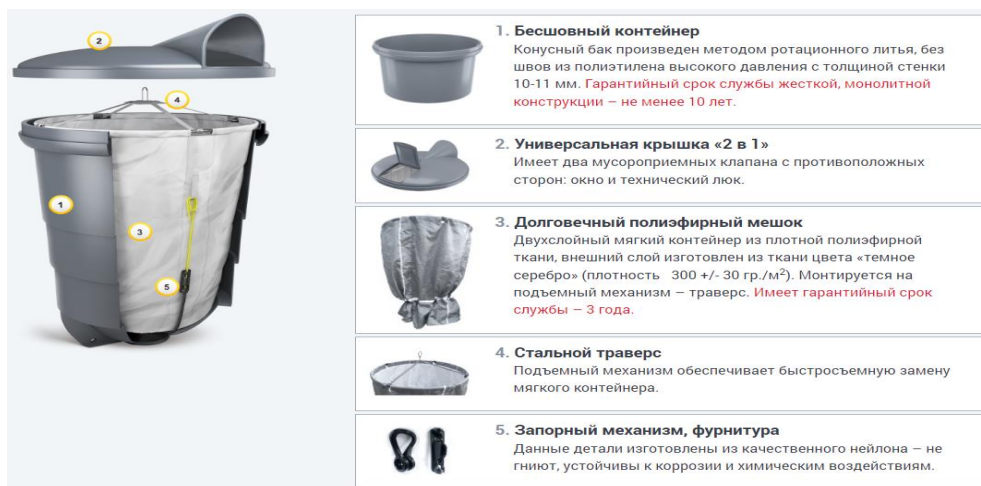 2
4
1
3
5
1. Бесшовный контейнер
Конусный бак произведен методом ротационного литья, без
швов из полиэтилена высокого давления с толщиной стенки
10-11 мм. Гарантийный срок службы жесткой, монолитной
конструкции – не менее 10 лет.
2. Универсальная крышка «2 в 1»
Имеет два мусороприемных клапана с противоположных
сторон: окно и технический люк.
3. Долговечный полиэфирный мешок
Двухслойный мягкий контейнер из плотной полиэфирной
ткани, внешний слой изготовлен из ткани цвета «темное
серебро» (плотность 300 +/- 30 гр./м²). Монтируется на
подъемный механизм – траверс. Имеет гарантийный срок
службы – 3 года.
4. Стальной траверс
Подъемный механизм обеспечивает быстросъемную замену
мягкого контейнера.
5. Запорный механизм, фурнитура
Данные детали изготовлены из качественного нейлона – не
гниют, устойчивы к коррозии и химическим воздействиям.